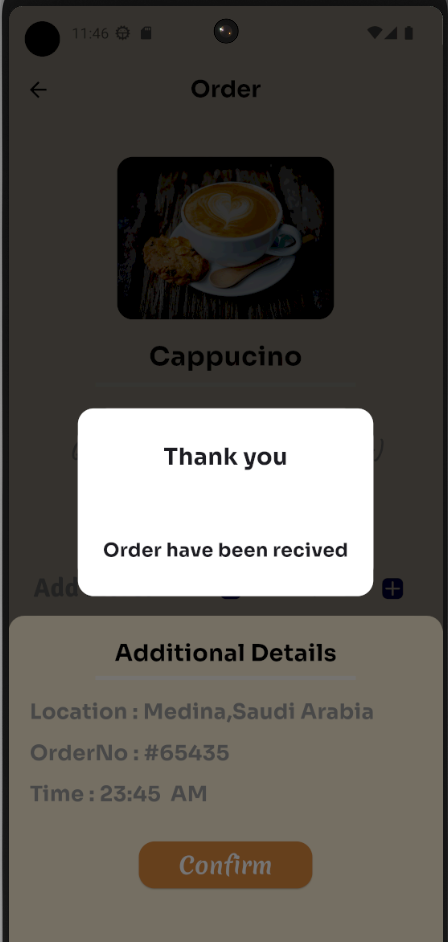 11:46
Order
Cappucino
Thank you
Order have been recived
Add
Additional Details
Location : Medina,Saudi Arabia
OrderNo : #65435
Time : 23:45 AM
Confirm